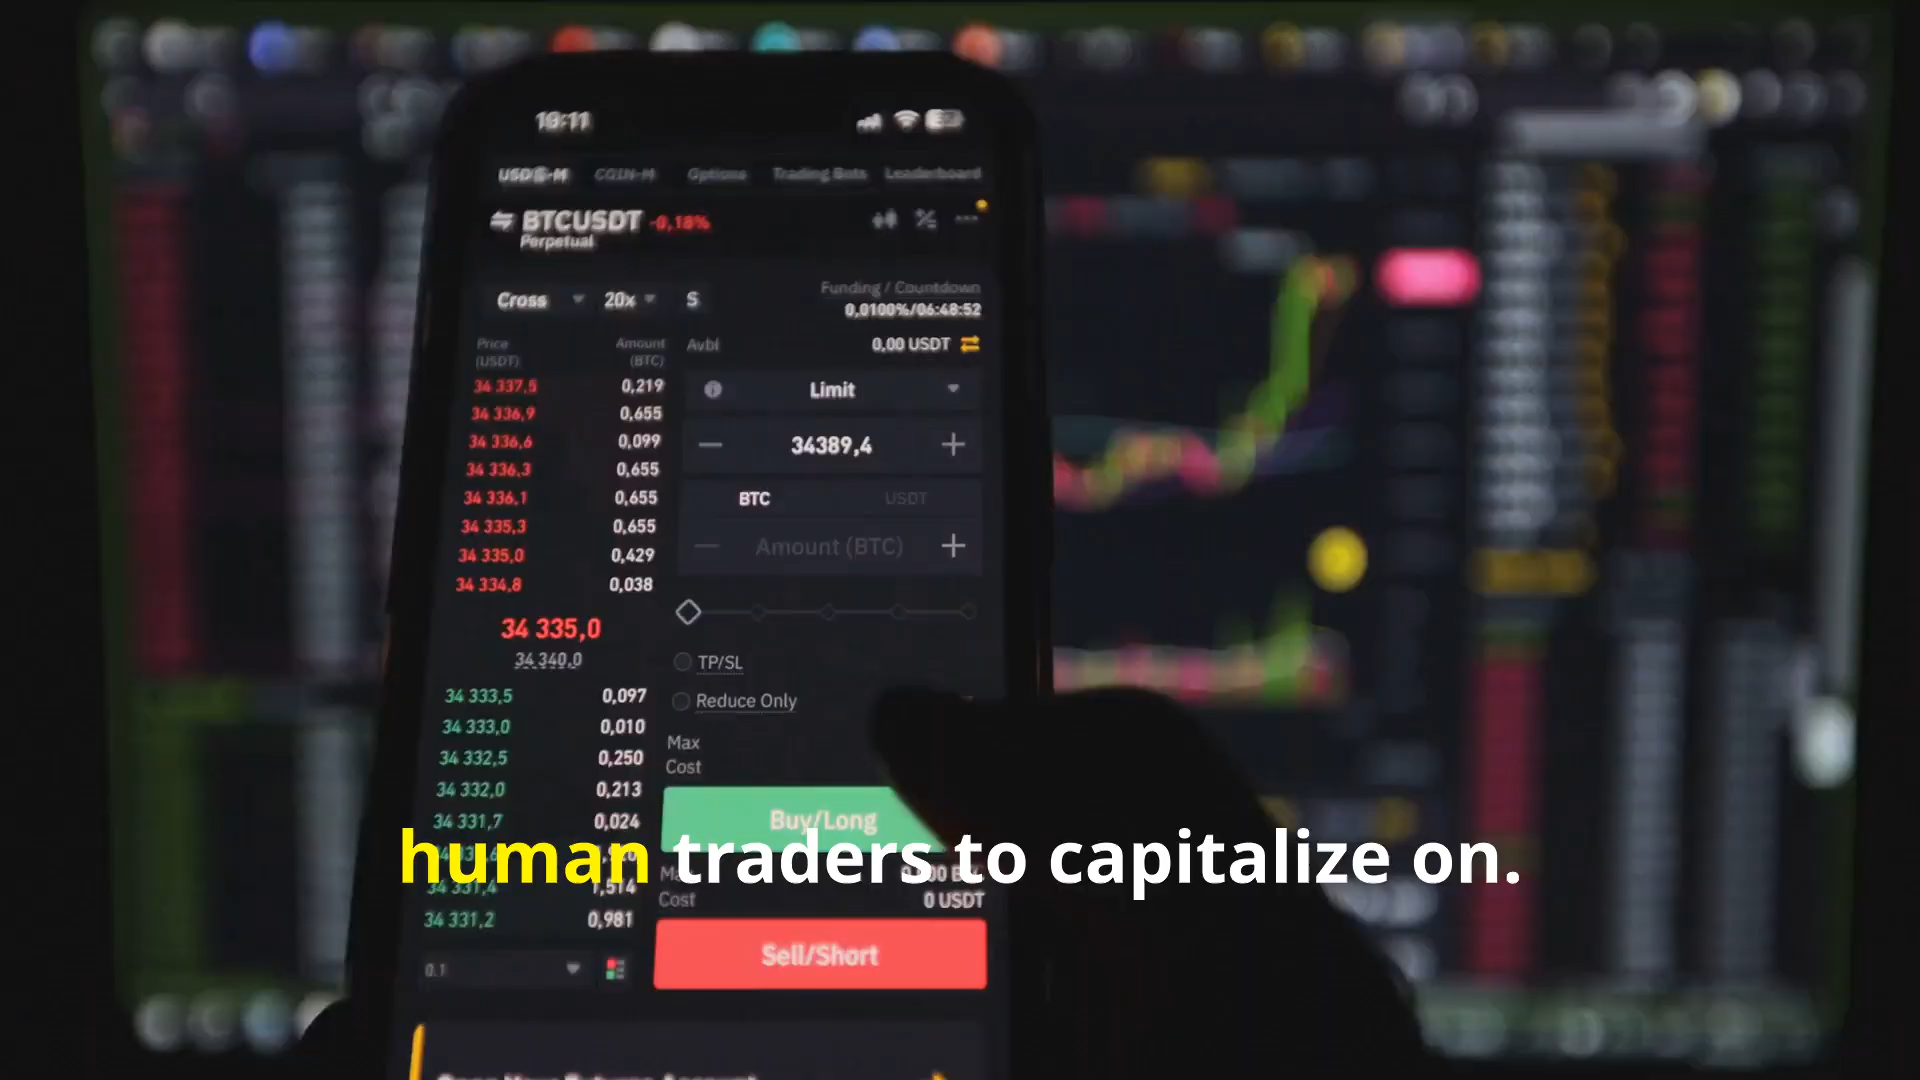 19:11
USDⓈ-M COIN-M Options Trading Bots Leaderboard
BTCUSDT -0,18%
Perpetual
Cross 20x S
Funding / Countdown
0,0100%/06:48:52
Price (USDT) Amount (BTC)
Avbl 0,00 USDT
34 337,5 0,219
Limit
34 336,9 0,655
34 336,6 0,099
34389,4
34 336,3 0,655
34 336,1 0,655
BTC USDT
34 335,3 0,655
34 335,0 0,429
Amount (BTC)
34 334,8 0,038
34 335,0
34 340,0
TP/SL
34 333,5 0,097
Reduce Only
34 333,0 0,010
34 332,5 0,250
Max
Cost
34 332,0 0,213
34 331,7 0,024
Buy/Long
human traders to capitalize on.
34 331,4 1,514
Cost 0 USDT
34 331,2 0,981
Sell/Short
0.1